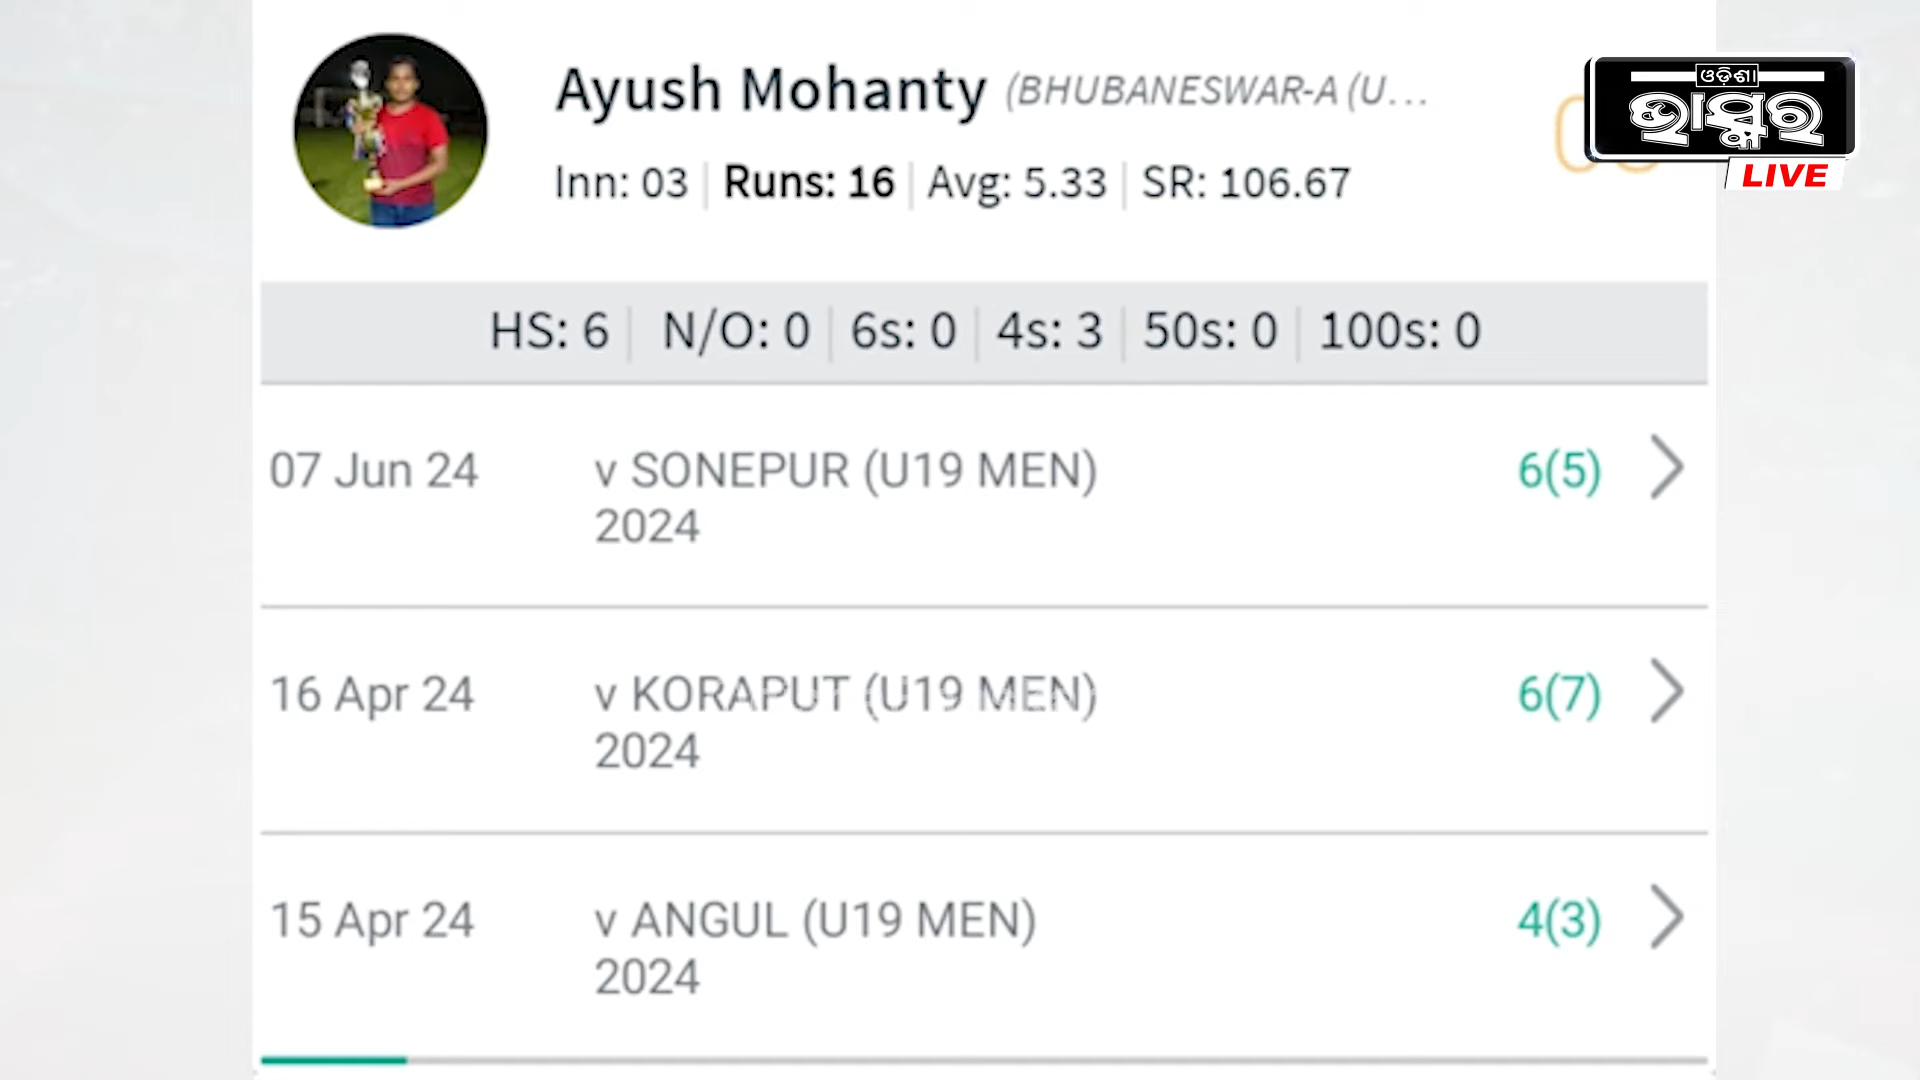 Ayush Mohanty (BHUBANESWAR-A (U...
ଓଡ଼ିଶା
ଭାସ୍କର
LIVE
Inn: 03 | Runs: 16 | Avg: 5.33 | SR: 106.67
HS: 6 | N/O: 0 | 6s: 0 | 4s: 3 | 50s: 0 | 100s: 0
07 Jun 24 v SONEPUR (U19 MEN) 6(5)
2024
16 Apr 24 v KORAPUT (U19 MEN) 6(7)
2024
15 Apr 24 v ANGUL (U19 MEN) 4(3)
2024